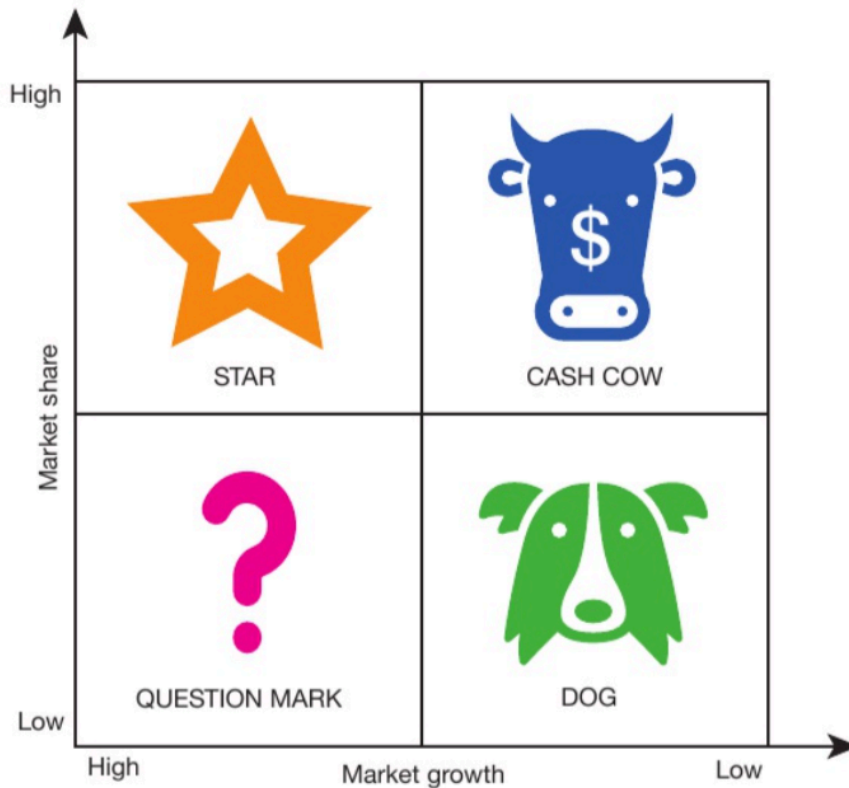 High
$
STAR
CASH COW
Market share
QUESTION MARK
DOG
Low
High
Market growth
Low